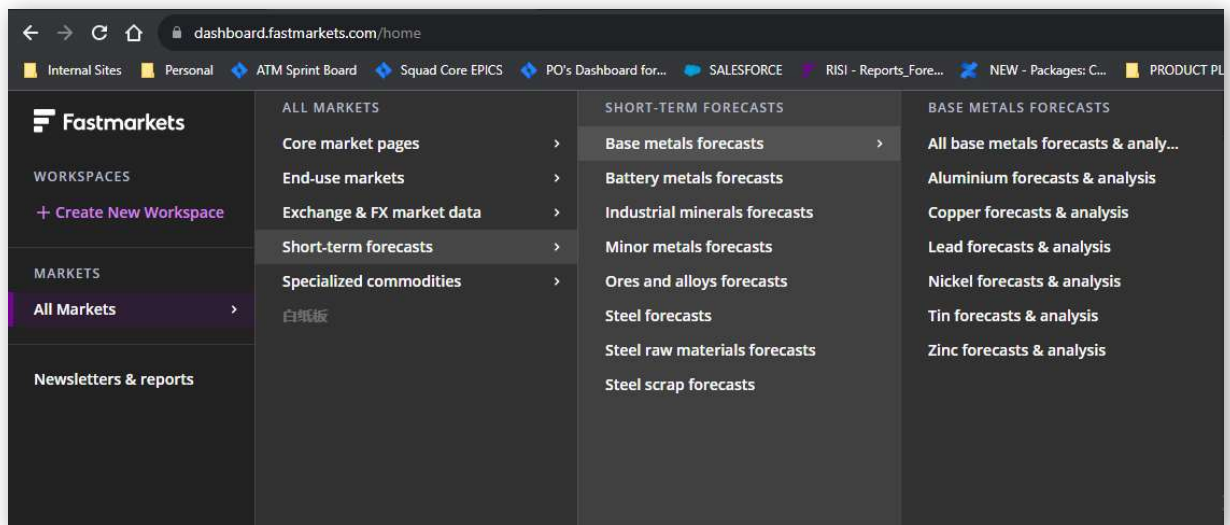 dashboard.fastmarkets.com/home
Internal Sites Personal ATM Sprint Board Squad Core EPICS PO's Dashboard for... SALESFORCE RISI - Reports_Fore... NEW - Packages: C... PRODUCT PL
Fastmarkets
WORKSPACES
+ Create New Workspace
MARKETS
All Markets
Newsletters & reports
ALL MARKETS
Core market pages
End-use markets
Exchange & FX market data
Short-term forecasts
Specialized commodities
白纸板
SHORT-TERM FORECASTS
Base metals forecasts
Battery metals forecasts
Industrial minerals forecasts
Minor metals forecasts
Ores and alloys forecasts
Steel forecasts
Steel raw materials forecasts
Steel scrap forecasts
BASE METALS FORECASTS
All base metals forecasts & analy...
Aluminium forecasts & analysis
Copper forecasts & analysis
Lead forecasts & analysis
Nickel forecasts & analysis
Tin forecasts & analysis
Zinc forecasts & analysis